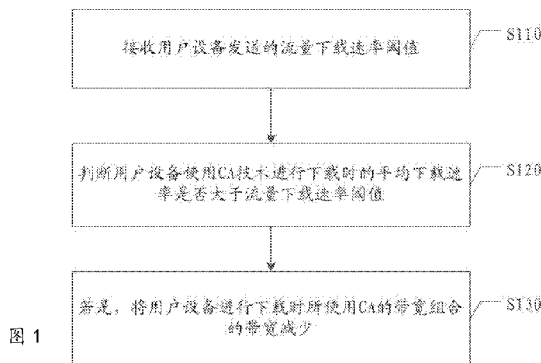 接收用户设备发送的流量下载速率阈值
S110
判断用户设备使用CA技术进行下载时的平均下载速
率是否大于流量下载速率阈值
S120
若是，将用户设备进行下载时所使用CA的带宽组合
的带宽减少
S130
图 1